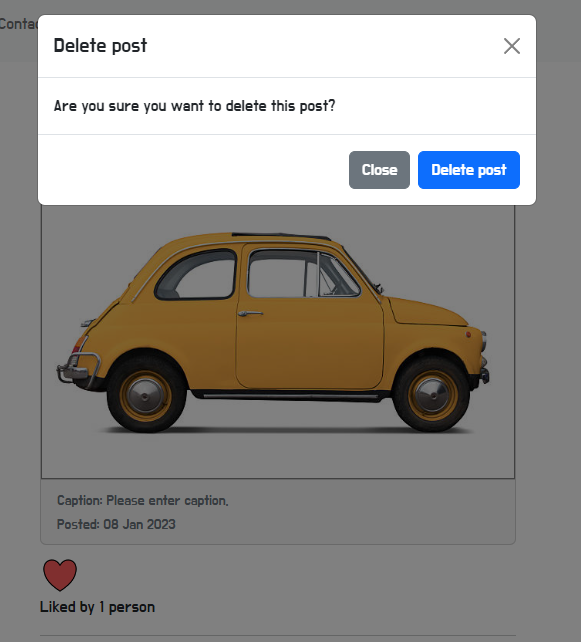 Contac
Delete post
Are you sure you want to delete this post?
Close
Delete post
Caption: Please enter caption.
Posted: 08 Jan 2023
Liked by 1 person